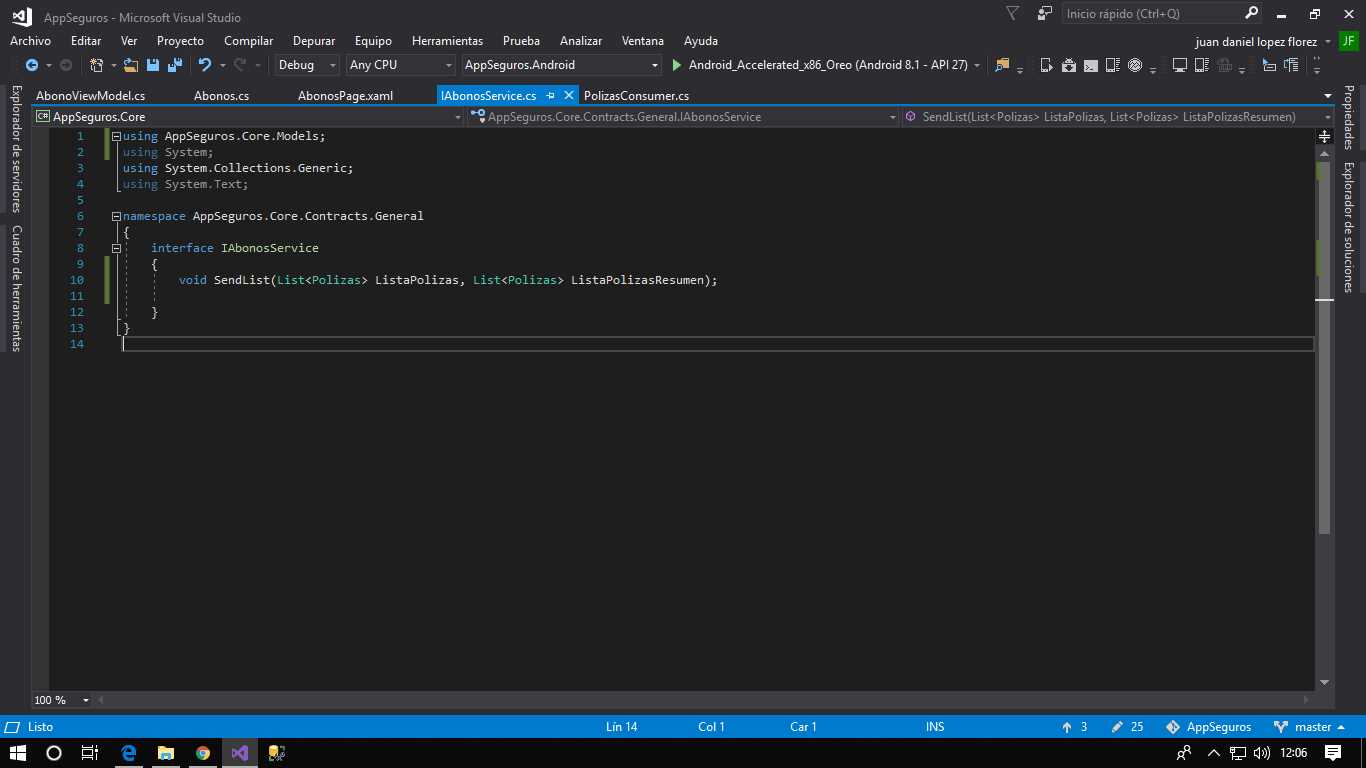 AppSeguros - Microsoft Visual Studio
Inicio rápido (Ctrl+Q)
Archivo Editar Ver Proyecto Compilar Depurar Equipo Herramientas Prueba Analizar Ventana Ayuda
juan daniel lopez florez JF
Debug Any CPU AppSeguros.Android Android_Accelerated_x86_Oreo (Android 8.1 - API 27)
AbonoViewModel.cs Abonos.cs AbonosPage.xaml IAbonosService.cs PolizasConsumer.cs
C# AppSeguros.Core AppSeguros.Core.Contracts.General.IAbonosService SendList(List<Polizas> ListaPolizas, List<Polizas> ListaPolizasResumen)
Explorador de servidores
Cuadro de herramientas
1 using AppSeguros.Core.Models;
2 using System;
3 using System.Collections.Generic;
4 using System.Text;
5
6 namespace AppSeguros.Core.Contracts.General
7 {
8 interface IAbonosService
9 {
10 void SendList(List<Polizas> ListaPolizas, List<Polizas> ListaPolizasResumen);
11
12 }
13 }
14
Propiedades
Explorador de soluciones
100 %
Listo Lín 14 Col 1 Car 1 INS 3 25 AppSeguros master
12:06